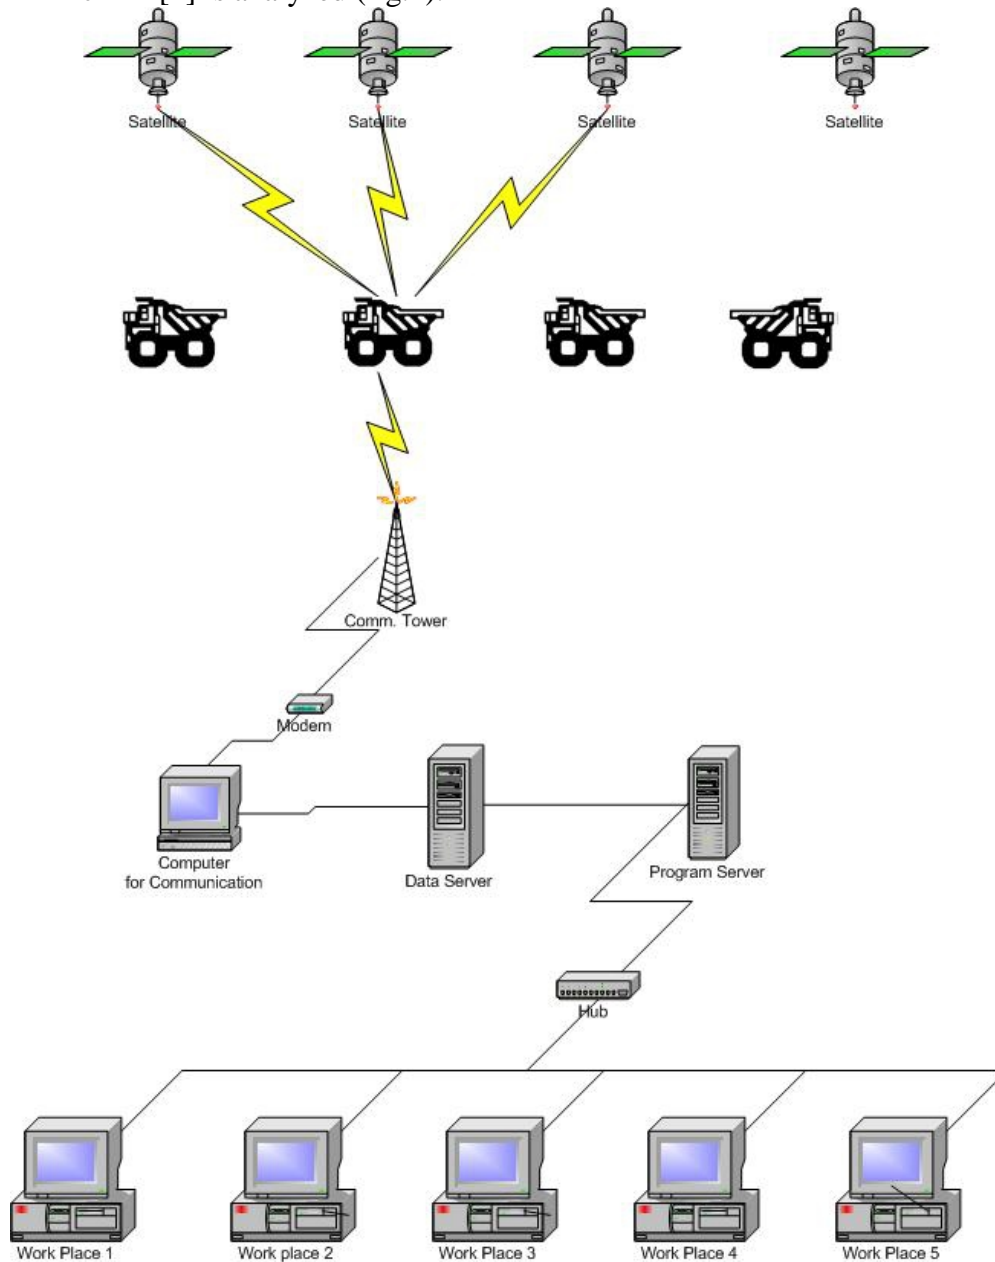 Satellite
Satellite
Satellite
Satellite
Comm. Tower
Modem
Computer
for Communication
Data Server
Program Server
Hub
Work Place 1
Work place 2
Work Place 3
Work Place 4
Work Place 5